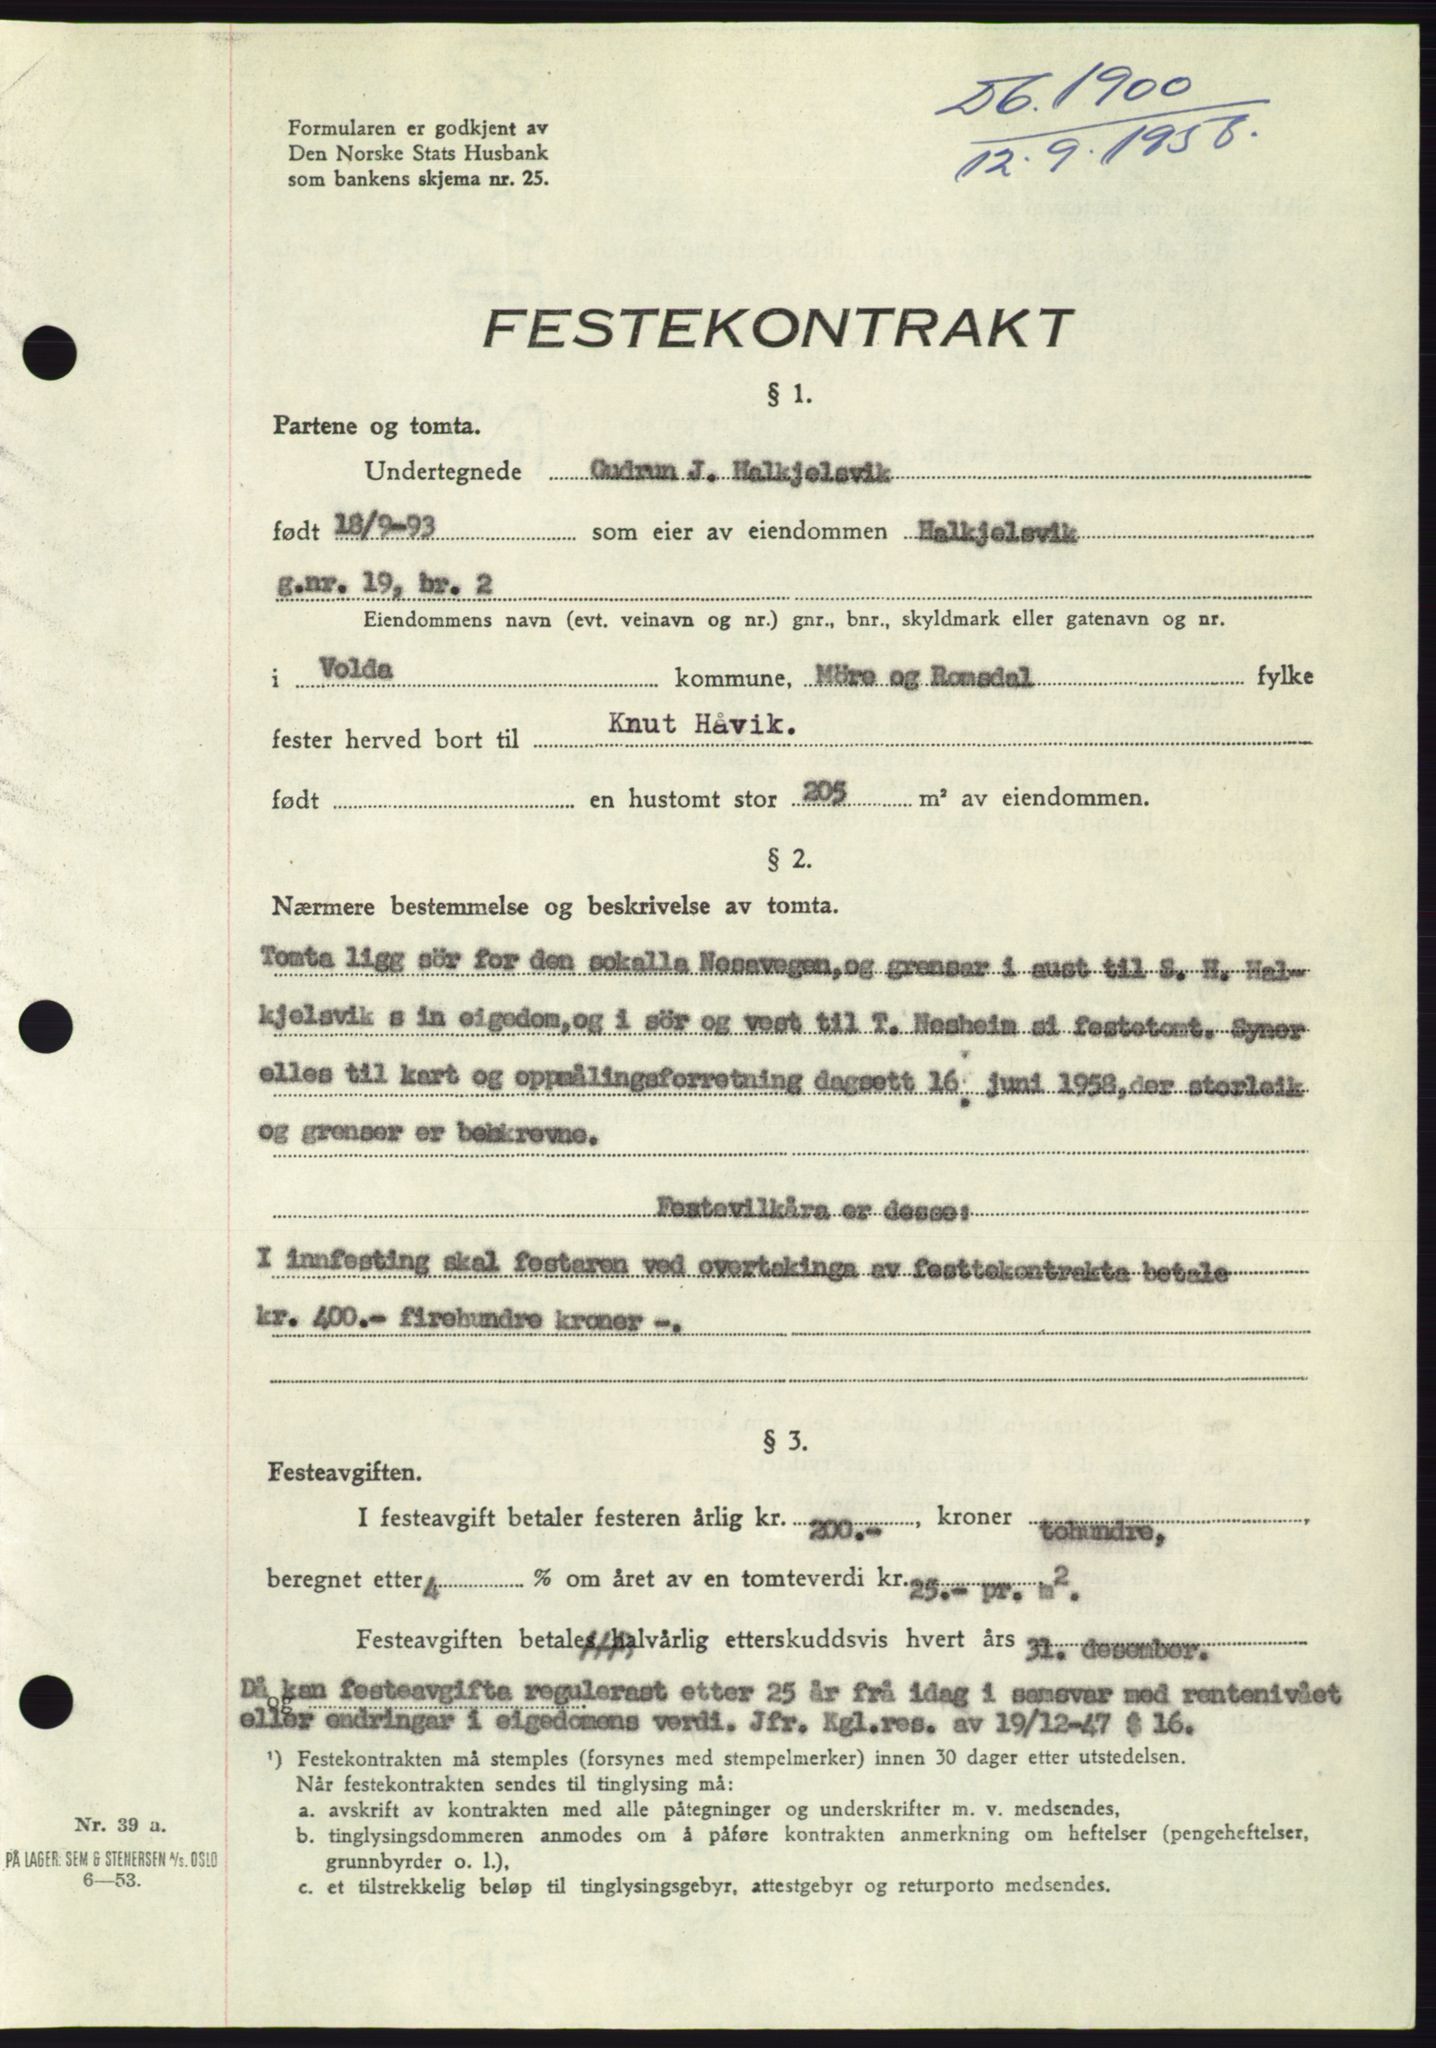 Db. 1900
12.9.1958.
Formularen er godkjent av
Den Norske Stats Husbank
som bankens skjema nr. 25.
FESTEKONTRAKT
§ 1.
Partene og tomta.
Undertegnede Gudrun J. Halkjelsvik
født 18/9-93 som eier av eiendommen Halkjelsvik
g.nr. 19, br. 2
Eiendommens navn (evt. veinavn og nr.) gnr., bnr., skyldmark eller gatenavn og nr.
i Volda kommune, Möre og Romsdal fylke
fester herved bort til Knut Håvik.
født en hustomt stor 205 m² av eiendommen.
§ 2.
Nærmere bestemmelse og beskrivelse av tomta.
Tomta ligg sör for den sokalla Nesavegen, og grensar i aust til S. H. Hal-
kjelsvik s in eigedom, og i sör og vest til T. Nesheim si festetomt. Syner
elles til kart og oppmålingsforretning dagsett 16. juni 1958, der storleik
og grenser er beskrevne.
Festevilkåra er desse:
I innfesting skal festaren ved overtakinga av festtekontrakta betale
kr. 400.- firehundre kroner -.
§ 3.
Festeavgiften.
I festeavgift betaler festeren årlig kr. 200.-, kroner tohundre,
beregnet etter 4 % om året av en tomteverdi kr. 25.- pr. m².
Festeavgiften betales halvårlig etterskuddsvis hvert års 31. desember.
Då kan festeavgifta regulerast etter 25 år frå idag i samsvar med rentenivået
og
eller endringar i eigedomens verdi. Jfr. Kgl.res. av 19/12-47 § 16.
¹) Festekontrakten må stemples (forsynes med stempelmerker) innen 30 dager etter utstedelsen.
Når festekontrakten sendes til tinglysing må:
a. avskrift av kontrakten med alle påtegninger og underskrifter m. v. medsendes,
b. tinglysingsdommeren anmodes om å påføre kontrakten anmerkning om heftelser (pengeheftelser,
grunnbyrder o. l.),
c. et tilstrekkelig beløp til tinglysingsgebyr, attestgebyr og returporto medsendes.
Nr. 39 a.
PÅ LAGER: SEM & STENERSEN A/S. OSLO
6—53.